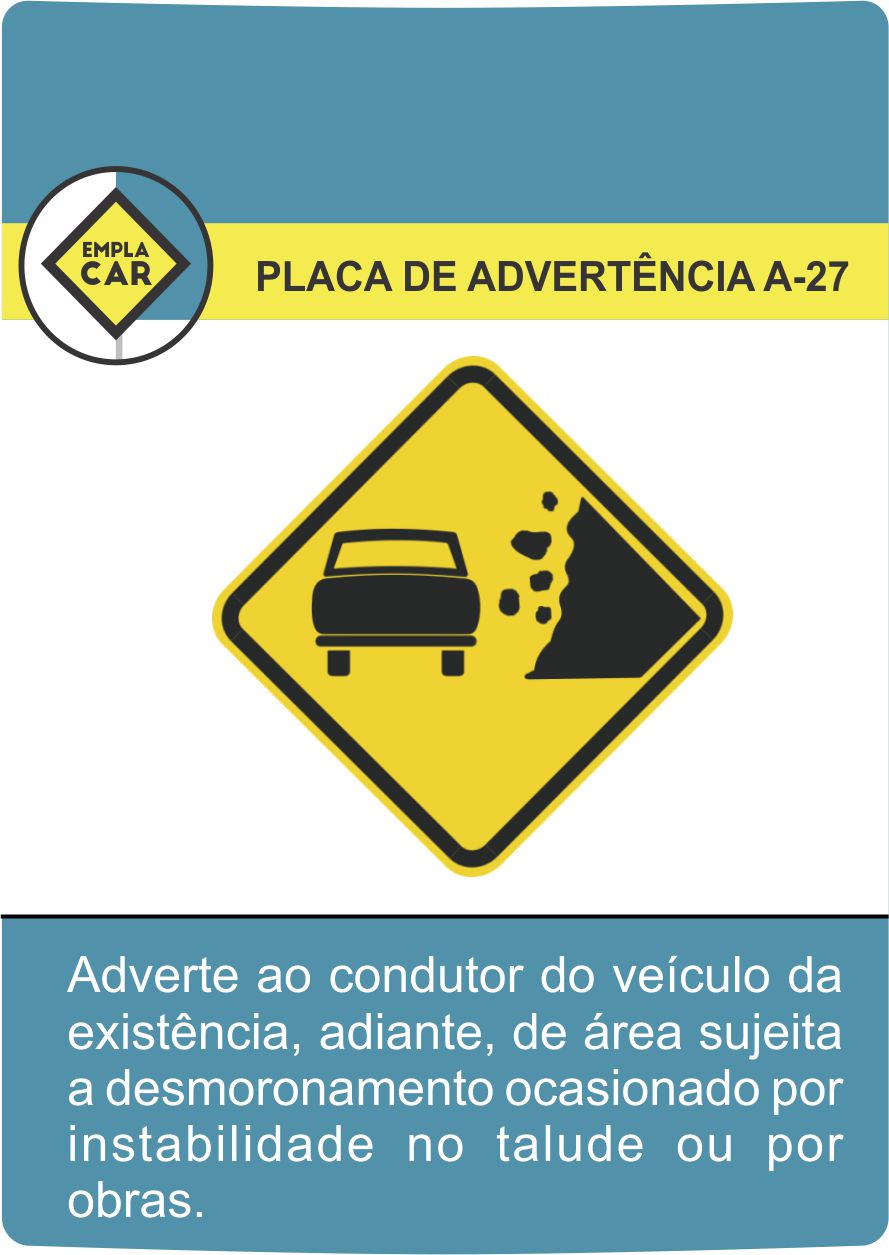 EMPLA
CAR
PLACA DE ADVERTÊNCIA A-27
Adverte ao condutor do veículo da
existência, adiante, de área sujeita
a desmoronamento ocasionado por
instabilidade no talude ou por
obras.